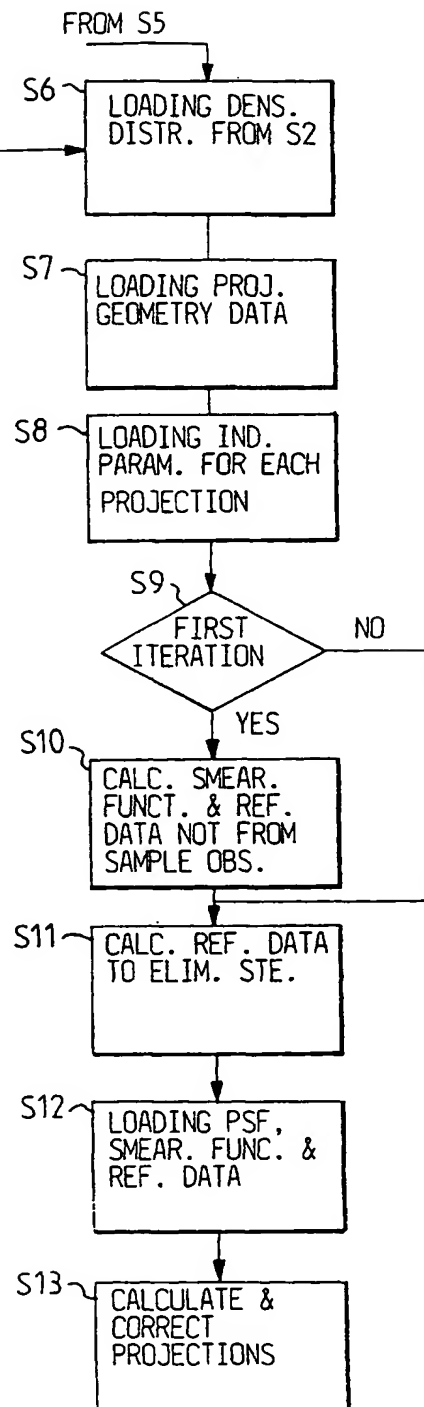 FROM S5
S6
LOADING DENS.
DISTR. FROM S2
S7
LOADING PROJ.
GEOMETRY DATA
S8
LOADING IND.
PARAM. FOR EACH
PROJECTION
S9
FIRST
ITERATION
NO
YES
S10
CALC. SMEAR.
FUNCT. & REF.
DATA NOT FROM
SAMPLE OBS.
S11
CALC. REF. DATA
TO ELIM. STE.
S12
LOADING PSF,
SMEAR. FUNC. &
REF. DATA
S13
CALCULATE &
CORRECT
PROJECTIONS